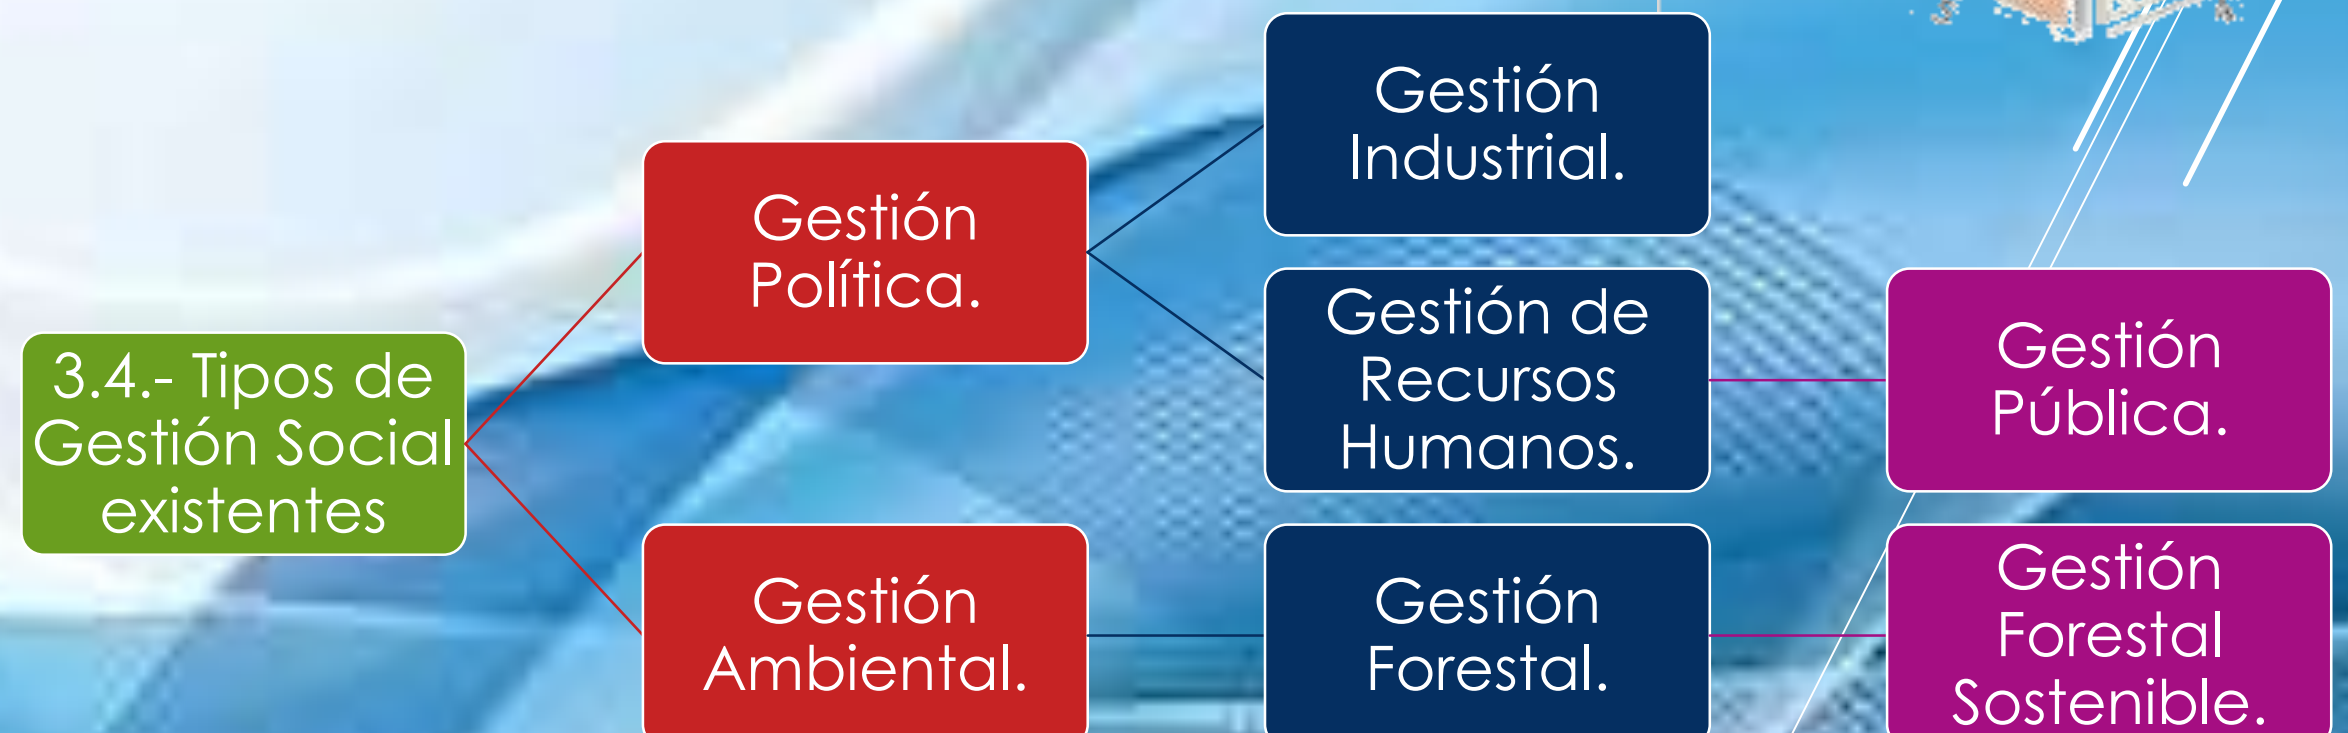 3.4.- Tipos de
Gestión Social
existentes
Gestión
Política.
Gestión
Industrial.
Gestión de
Recursos
Humanos.
Gestión
Pública.
Gestión
Ambiental.
Gestión
Forestal.
Gestión
Forestal
Sostenible.